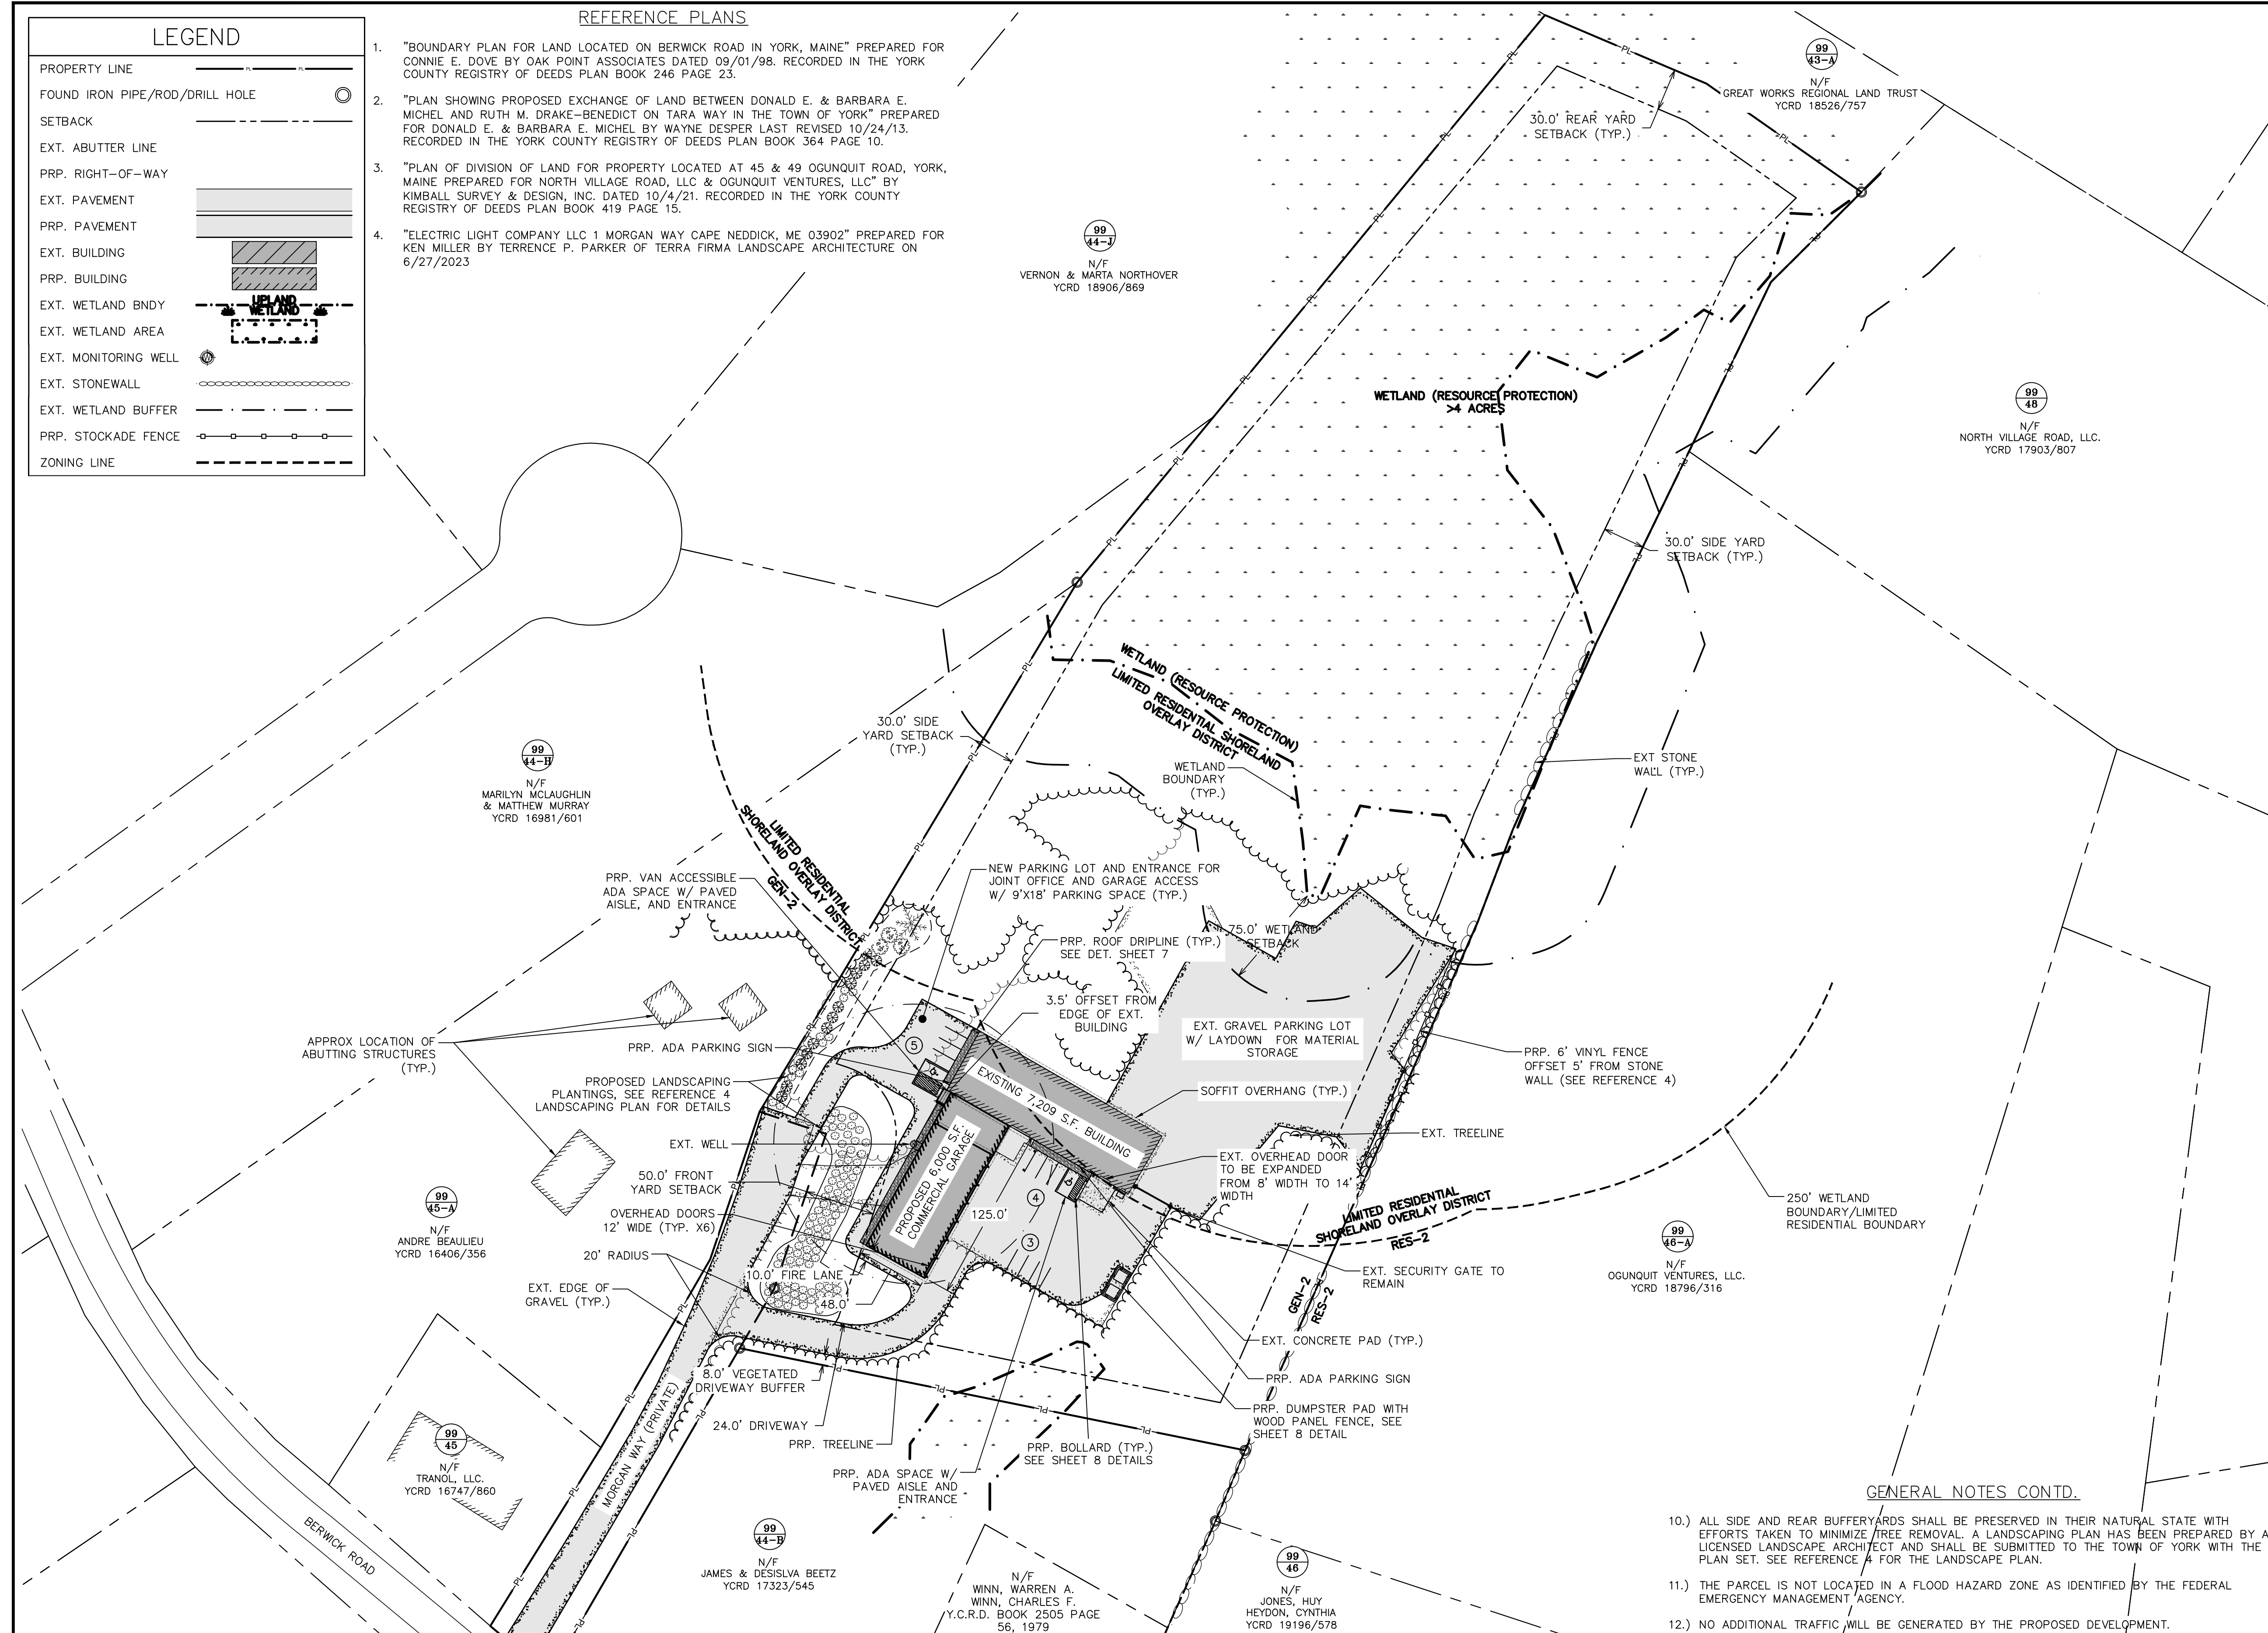 LEGEND
PROPERTY LINE
PL PL
FOUND IRON PIPE/ROD/DRILL HOLE
SETBACK
EXT. ABUTTER LINE
PRP. RIGHT-OF-WAY
EXT. PAVEMENT
PRP. PAVEMENT
EXT. BUILDING
PRP. BUILDING
EXT. WETLAND BNDY
UPLAND
WETLAND
EXT. WETLAND AREA
EXT. MONITORING WELL
EXT. STONEWALL
EXT. WETLAND BUFFER
PRP. STOCKADE FENCE
ZONING LINE
REFERENCE PLANS
1. "BOUNDARY PLAN FOR LAND LOCATED ON BERWICK ROAD IN YORK, MAINE" PREPARED FOR
CONNIE E. DOVE BY OAK POINT ASSOCIATES DATED 09/01/98. RECORDED IN THE YORK
COUNTY REGISTRY OF DEEDS PLAN BOOK 246 PAGE 23.
2. "PLAN SHOWING PROPOSED EXCHANGE OF LAND BETWEEN DONALD E. & BARBARA E.
MICHEL AND RUTH M. DRAKE-BENEDICT ON TARA WAY IN THE TOWN OF YORK" PREPARED
FOR DONALD E. & BARBARA E. MICHEL BY WAYNE DESPER LAST REVISED 10/24/13.
RECORDED IN THE YORK COUNTY REGISTRY OF DEEDS PLAN BOOK 364 PAGE 10.
3. "PLAN OF DIVISION OF LAND FOR PROPERTY LOCATED AT 45 & 49 OGUNQUIT ROAD, YORK,
MAINE PREPARED FOR NORTH VILLAGE ROAD, LLC & OGUNQUIT VENTURES, LLC" BY
KIMBALL SURVEY & DESIGN, INC. DATED 10/4/21. RECORDED IN THE YORK COUNTY
REGISTRY OF DEEDS PLAN BOOK 419 PAGE 15.
4. "ELECTRIC LIGHT COMPANY LLC 1 MORGAN WAY CAPE NEDDICK, ME 03902" PREPARED FOR
KEN MILLER BY TERRENCE P. PARKER OF TERRA FIRMA LANDSCAPE ARCHITECTURE ON
6/27/2023
99
43-A
N/F
GREAT WORKS REGIONAL LAND TRUST
YCRD 18526/757
30.0' REAR YARD
SETBACK (TYP.)
99
44-J
N/F
VERNON & MARTA NORTHOVER
YCRD 18906/869
WETLAND (RESOURCE PROTECTION)
>4 ACRES
99
48
N/F
NORTH VILLAGE ROAD, LLC.
YCRD 17903/807
30.0' SIDE YARD
SETBACK (TYP.)
WETLAND (RESOURCE PROTECTION)
LIMITED RESIDENTIAL SHORELAND
OVERLAY DISTRICT
30.0' SIDE
YARD SETBACK
(TYP.)
WETLAND
BOUNDARY
(TYP.)
EXT STONE
WALL (TYP.)
99
44-H
N/F
MARILYN MCLAUGHLIN
& MATTHEW MURRAY
YCRD 16981/601
LIMITED RESIDENTIAL
SHORELAND OVERLAY DISTRICT
GEN-2
PRP. VAN ACCESSIBLE
ADA SPACE W/ PAVED
AISLE, AND ENTRANCE
NEW PARKING LOT AND ENTRANCE FOR
JOINT OFFICE AND GARAGE ACCESS
W/ 9'X18' PARKING SPACE (TYP.)
PRP. ROOF DRIPLINE (TYP.)
SEE DET. SHEET 7
75.0' WETLAND
SETBACK
3.5' OFFSET FROM
EDGE OF EXT.
BUILDING
EXT. GRAVEL PARKING LOT
W/ LAYDOWN FOR MATERIAL
STORAGE
APPROX LOCATION OF
ABUTTING STRUCTURES
(TYP.)
PRP. ADA PARKING SIGN
5
PRP. 6' VINYL FENCE
OFFSET 5' FROM STONE
WALL (SEE REFERENCE 4)
PROPOSED LANDSCAPING
PLANTINGS, SEE REFERENCE 4
LANDSCAPING PLAN FOR DETAILS
EXISTING 7,209 S.F. BUILDING
SOFFIT OVERHANG (TYP.)
EXT. WELL
PROPOSED 6,000 S.F.
COMMERCIAL GARAGE
EXT. TREELINE
50.0' FRONT
YARD SETBACK
EXT. OVERHEAD DOOR
TO BE EXPANDED
FROM 8' WIDTH TO 14'
WIDTH
4
125.0'
OVERHEAD DOORS
12' WIDE (TYP. X6)
3
LIMITED RESIDENTIAL
SHORELAND OVERLAY DISTRICT
RES-2
250' WETLAND
BOUNDARY/LIMITED
RESIDENTIAL BOUNDARY
99
45-A
N/F
ANDRE BEAULIEU
YCRD 16406/356
99
46-A
N/F
OGUNQUIT VENTURES, LLC.
YCRD 18796/316
20' RADIUS
10.0' FIRE LANE
48.0'
EXT. EDGE OF
GRAVEL (TYP.)
EXT. SECURITY GATE TO
REMAIN
GEN-2
RES-2
EXT. CONCRETE PAD (TYP.)
8.0' VEGETATED
DRIVEWAY BUFFER
PRP. ADA PARKING SIGN
24.0' DRIVEWAY
PRP. TREELINE
PRP. DUMPSTER PAD WITH
WOOD PANEL FENCE, SEE
SHEET 8 DETAIL
PRP. BOLLARD (TYP.)
SEE SHEET 8 DETAILS
PRP. ADA SPACE W/
PAVED AISLE AND
ENTRANCE
MORGAN WAY (PRIVATE)
99
45
N/F
TRANOL, LLC.
YCRD 16747/860
BERWICK ROAD
99
44-B
N/F
JAMES & DESISLVA BEETZ
YCRD 17323/545
N/F
WINN, WARREN A.
WINN, CHARLES F.
Y.C.R.D. BOOK 2505 PAGE
56, 1979
99
46
N/F
JONES, HUY
HEYDON, CYNTHIA
YCRD 19196/578
GENERAL NOTES CONTD.
10.) ALL SIDE AND REAR BUFFERYARDS SHALL BE PRESERVED IN THEIR NATURAL STATE WITH
EFFORTS TAKEN TO MINIMIZE TREE REMOVAL. A LANDSCAPING PLAN HAS BEEN PREPARED BY A
LICENSED LANDSCAPE ARCHITECT AND SHALL BE SUBMITTED TO THE TOWN OF YORK WITH THE
PLAN SET. SEE REFERENCE 4 FOR THE LANDSCAPE PLAN.
11.) THE PARCEL IS NOT LOCATED IN A FLOOD HAZARD ZONE AS IDENTIFIED BY THE FEDERAL
EMERGENCY MANAGEMENT AGENCY.
12.) NO ADDITIONAL TRAFFIC WILL BE GENERATED BY THE PROPOSED DEVELOPMENT.